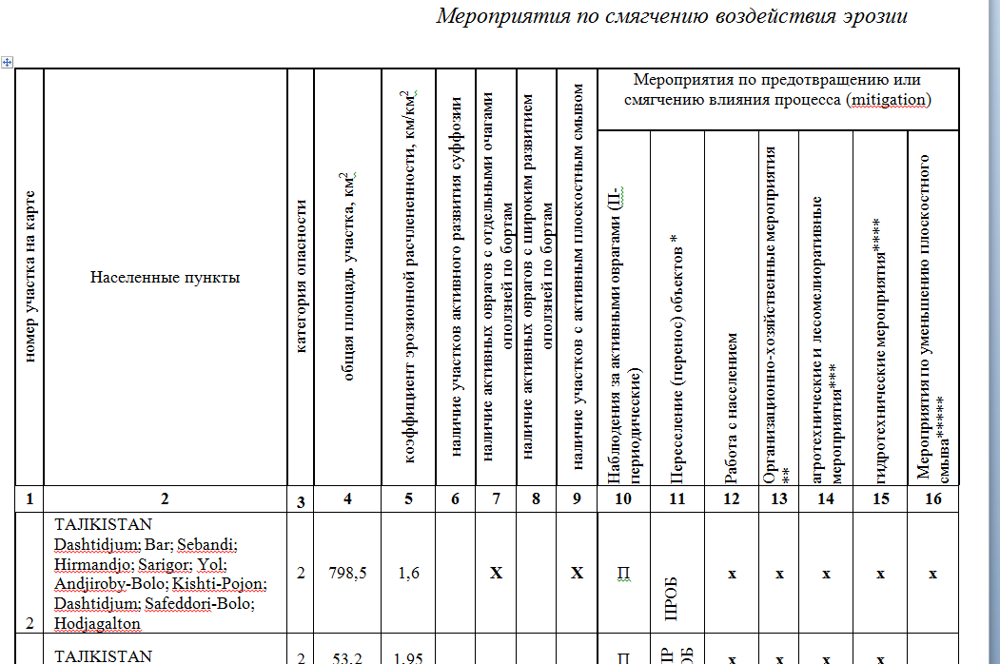 Мероприятия по смягчению воздействия эрозии
номер участка на карте
Населенные пункты
категория опасности
общая площадь участка, км2
коэффициент эрозионной расчлененности, км/км2
наличие участков активного развития суффозии
наличие активных оврагов с отдельными очагами
оползней по бортам
наличие активных оврагов с широким развитием
оползней по бортам
наличие участков с активным плоскостным смывом
Мероприятия по предотвращению или
смягчению влияния процесса (mitigation)
Наблюдения за активными оврагами (П-
периодические)
Переселение (перенос) объектов *
Работа с населением
Организационно-хозяйственные мероприятия
**
агротехнические и лесомелиоративные
мероприятия***
гидротехнические мероприятия****
Мероприятия по уменьшению плоскостного
смыва*****
1 2 3 4 5 6 7 8 9 10 11 12 13 14 15 16
TAJIKISTAN
Dashtidjum; Bar; Sebandi;
Hirmandjo; Sarigor; Yol;
Andjiroby-Bolo; Kishti-Pojon;
Dashtidjum; Safeddori-Bolo;
Hodjagalton
2 2 798,5 1,6 X X П ПРОБ x x x x x
TAJIKISTAN 2 53,2 1,95 П x x x x